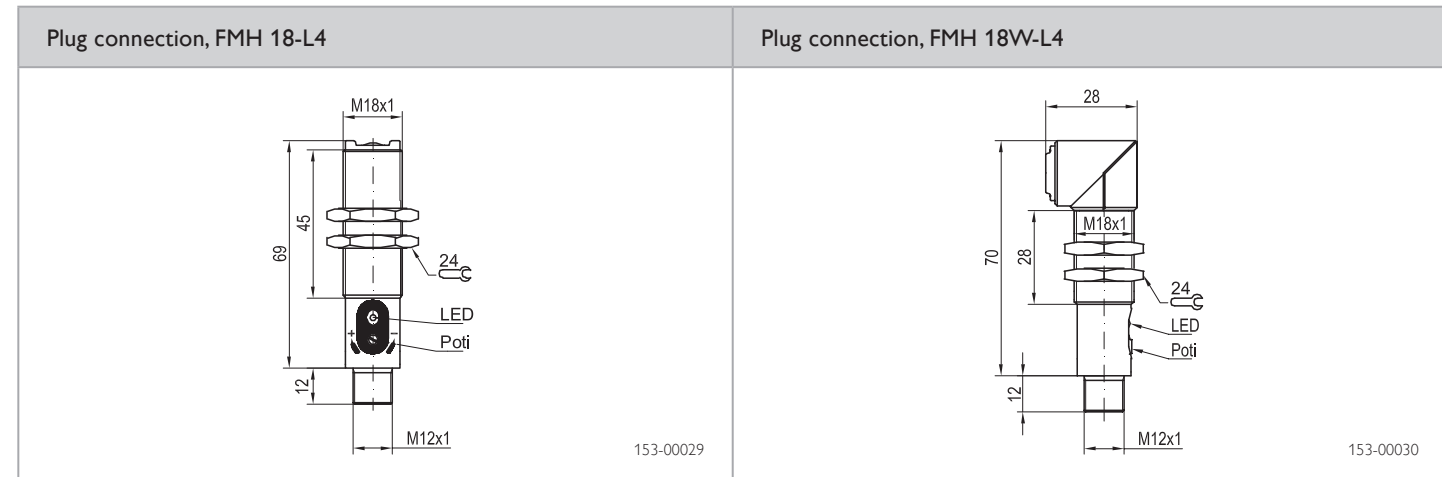 Plug connection, FMH 18-L4
M18x1
69
45
24
LED
+
−
Poti
12
M12x1
153-00029
Plug connection, FMH 18W-L4
28
70
28
M18x1
24
LED
Poti
12
M12x1
153-00030